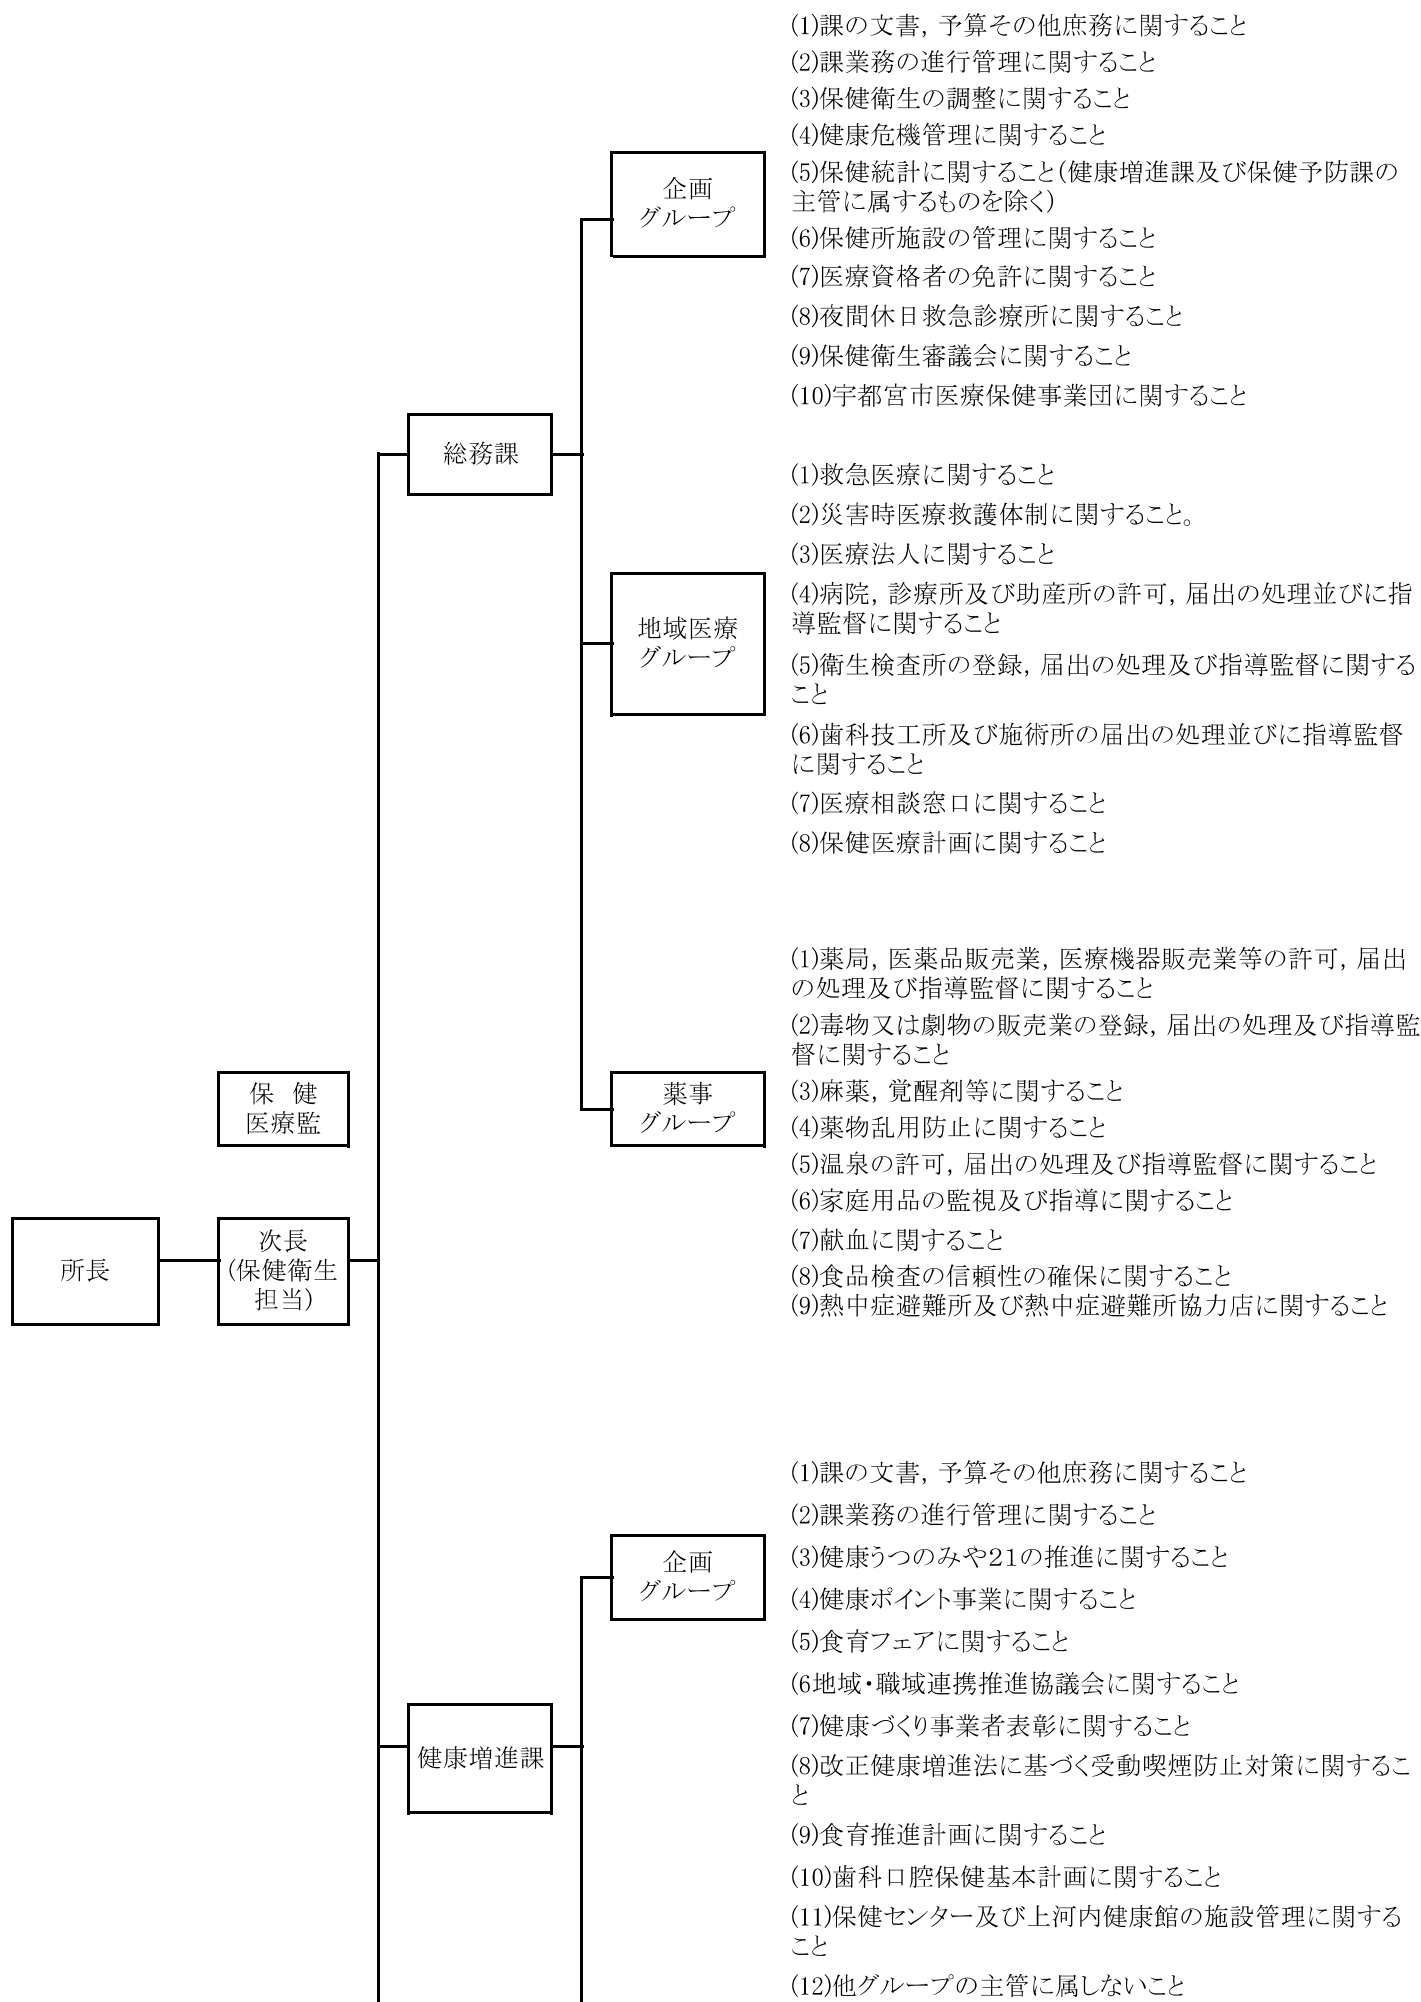 (1)課の文書，予算その他庶務に関すること
(2)課業務の進行管理に関すること
(3)保健衛生の調整に関すること
(4)健康危機管理に関すること
企画
グループ
(5)保健統計に関すること（健康増進課及び保健予防課の
主管に属するものを除く）
(6)保健所施設の管理に関すること
(7)医療資格者の免許に関すること
(8)夜間休日救急診療所に関すること
(9)保健衛生審議会に関すること
(10)宇都宮市医療保健事業団に関すること
総務課
(1)救急医療に関すること
(2)災害時医療救護体制に関すること。
(3)医療法人に関すること
地域医療
グループ
(4)病院，診療所及び助産所の許可，届出の処理並びに指
導監督に関すること
(5)衛生検査所の登録，届出の処理及び指導監督に関する
こと
(6)歯科技工所及び施術所の届出の処理並びに指導監督
に関すること
(7)医療相談窓口に関すること
(8)保健医療計画に関すること
(1)薬局，医薬品販売業，医療機器販売業等の許可，届出
の処理及び指導監督に関すること
(2)毒物又は劇物の販売業の登録，届出の処理及び指導監
督に関すること
保　健
医療監
薬事
グループ
(3)麻薬，覚醒剤等に関すること
(4)薬物乱用防止に関すること
(5)温泉の許可，届出の処理及び指導監督に関すること
(6)家庭用品の監視及び指導に関すること
(7)献血に関すること
(8)食品検査の信頼性の確保に関すること
(9)熱中症避難所及び熱中症避難所協力店に関すること
所長
次長
（保健衛生
担当）
(1)課の文書，予算その他庶務に関すること
(2)課業務の進行管理に関すること
企画
グループ
(3)健康うつのみや２１の推進に関すること
(4)健康ポイント事業に関すること
(5)食育フェアに関すること
(6地域・職域連携推進協議会に関すること
(7)健康づくり事業者表彰に関すること
健康増進課
(8)改正健康増進法に基づく受動喫煙防止対策に関するこ
と
(9)食育推進計画に関すること
(10)歯科口腔保健基本計画に関すること
(11)保健センター及び上河内健康館の施設管理に関する
こと
(12)他グループの主管に属しないこと